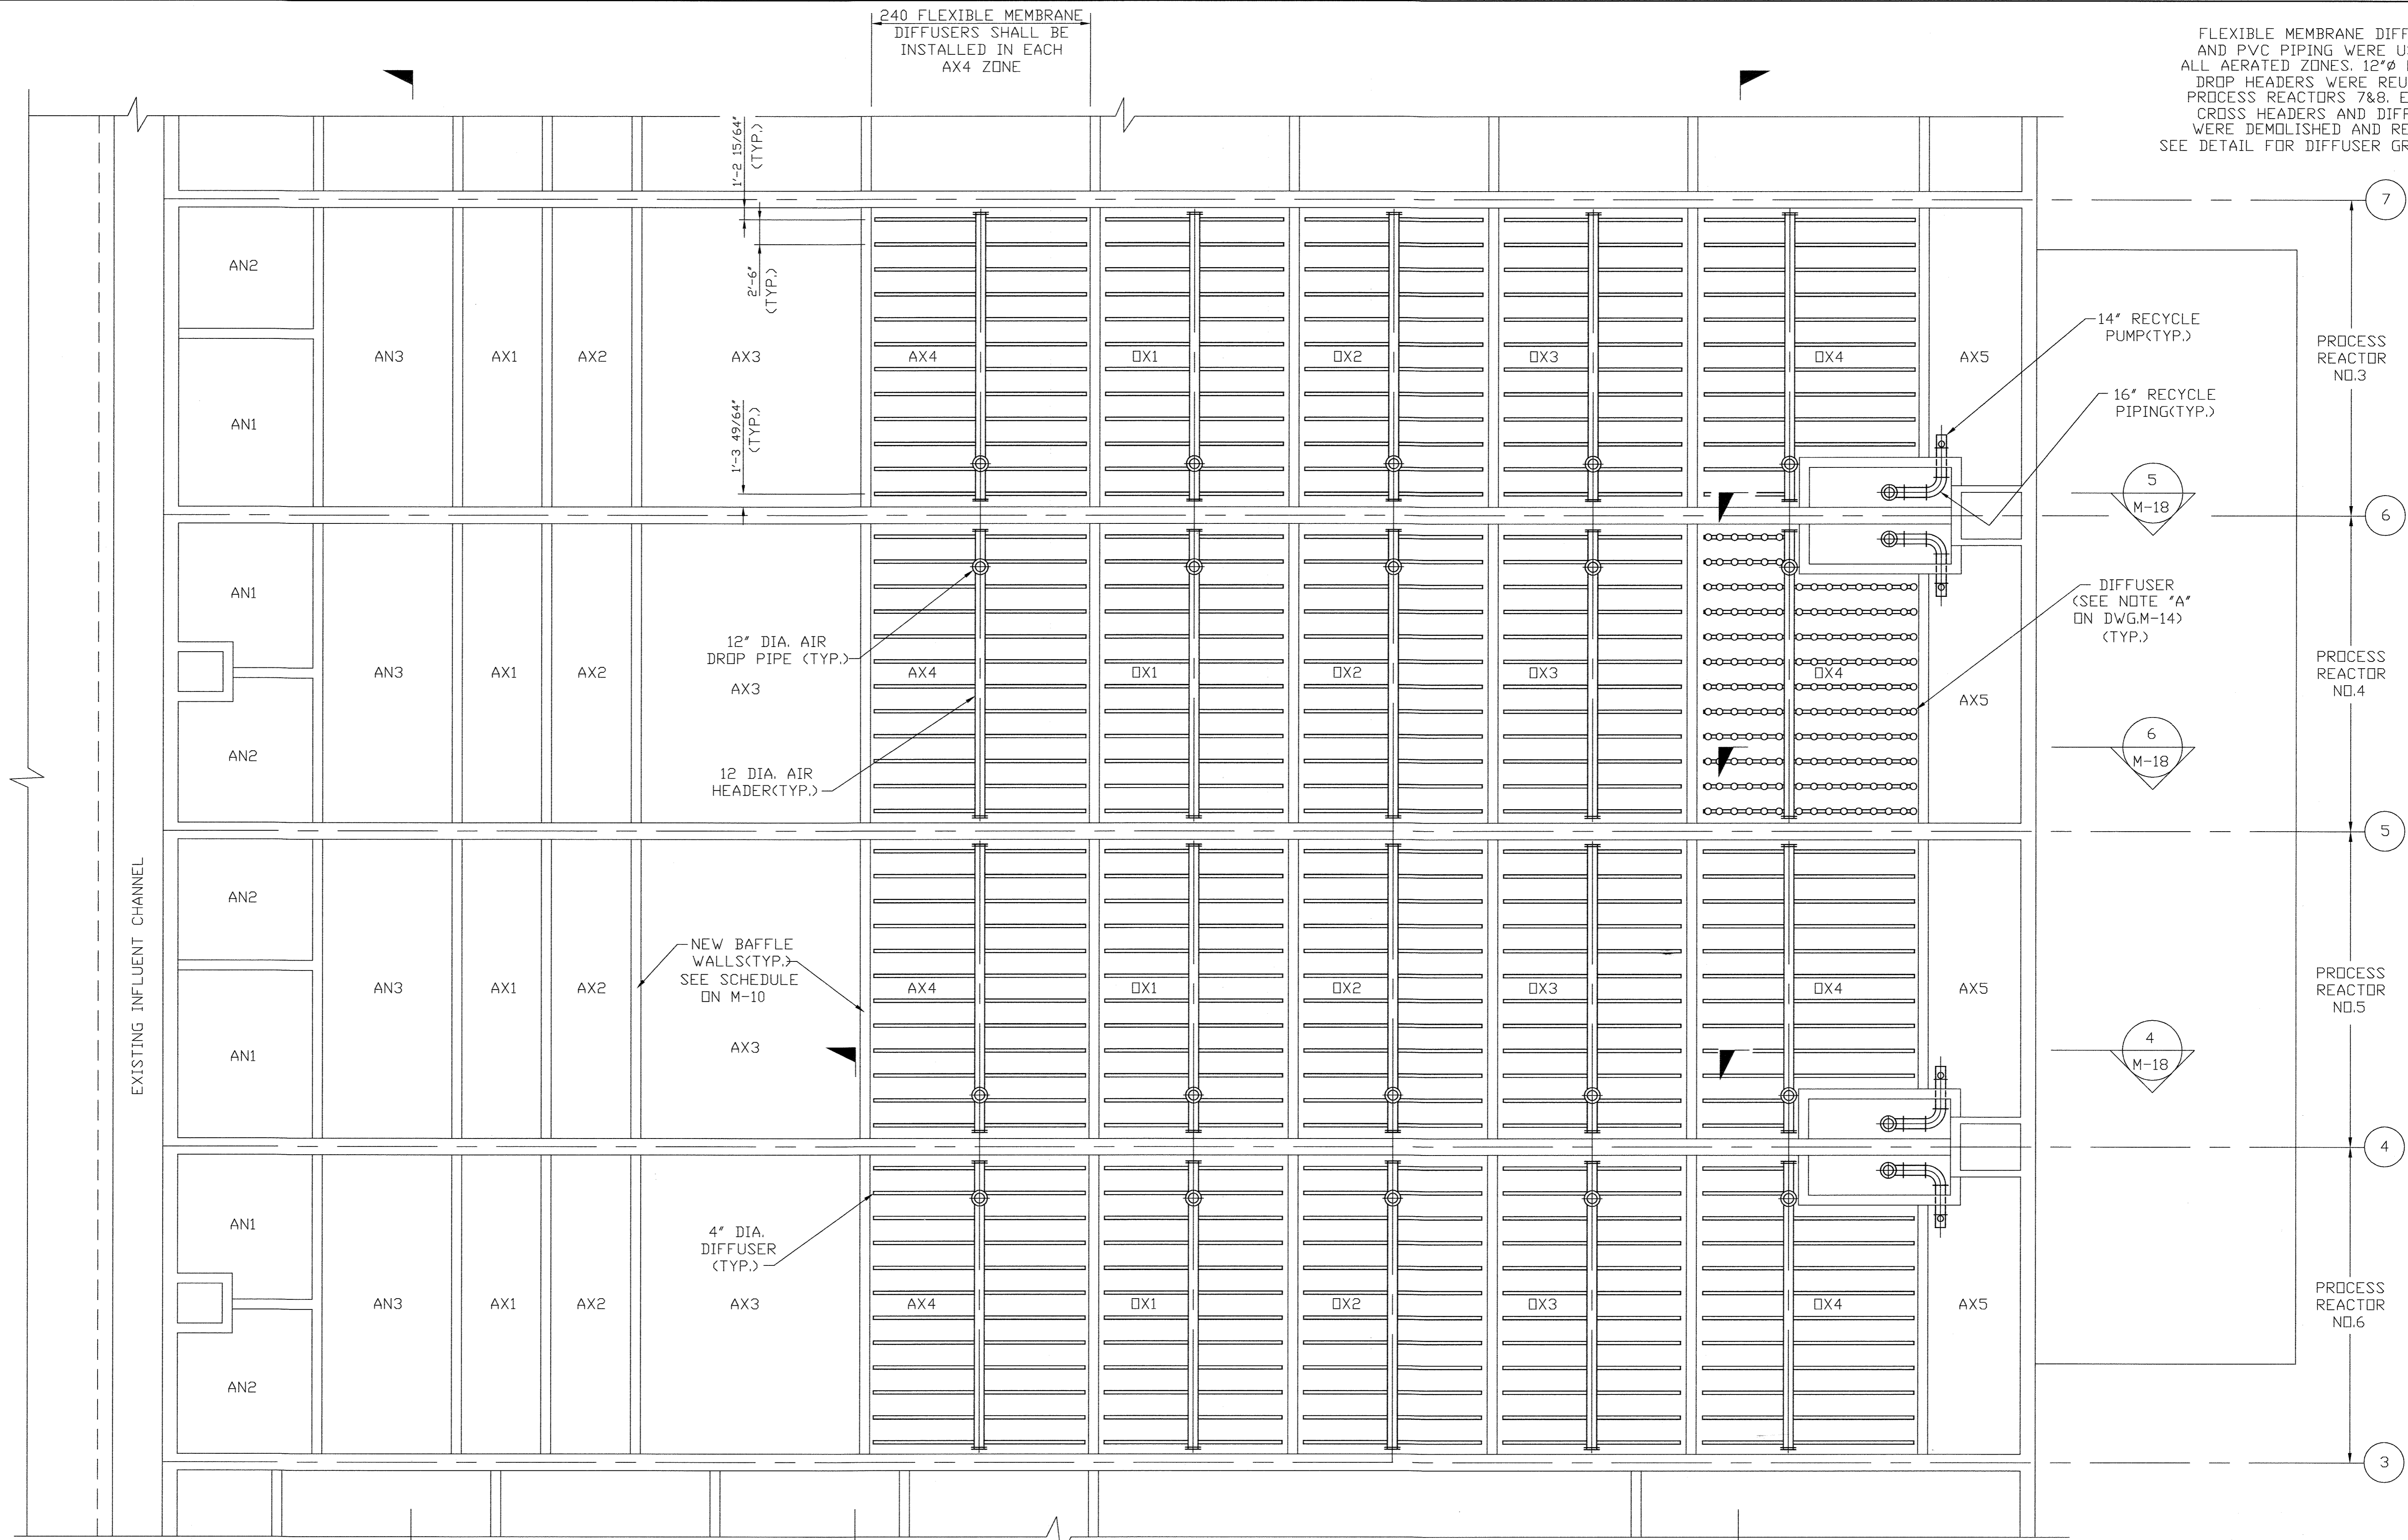 240 FLEXIBLE MEMBRANE
DIFFUSERS SHALL BE
INSTALLED IN EACH
AX4 ZONE
FLEXIBLE MEMBRANE
AND PVC PIPING WERE
ALL AERATED ZONES. 12"Ø
DROP HEADERS WERE
PROCESS REACTORS 7&8.
CROSS HEADERS AND
WERE DEMOLISHED AND
SEE DETAIL FOR DIFFUSER
1'-2 15/64"
(TYP.)
2'-6"
(TYP.)
1'-3 49/64"
(TYP.)
7
AN2
AN3
AX1
AX2
AX3
AX4
OX1
OX2
OX3
OX4
AX5
AN1
14" RECYCLE
PUMP(TYP.)
16" RECYCLE
PIPING(TYP.)
PROCESS
REACTOR
NO.3
5
M-18
6
AN1
AN3
AX1
AX2
12" DIA. AIR
DROP PIPE (TYP.)
AX3
12 DIA. AIR
HEADER(TYP.)
AX4
OX1
OX2
OX3
OX4
AX5
AN2
DIFFUSER
(SEE NOTE "A"
ON DWG.M-14)
(TYP.)
PROCESS
REACTOR
NO.4
6
M-18
5
EXISTING INFLUENT CHANNEL
AN2
AN3
AX1
AX2
NEW BAFFLE
WALLS(TYP.)
SEE SCHEDULE
ON M-10
AX3
AX4
OX1
OX2
OX3
OX4
AX5
AN1
PROCESS
REACTOR
NO.5
4
M-18
4
AN1
4" DIA.
DIFFUSER
(TYP.)
AN3
AX1
AX2
AX3
AX4
OX1
OX2
OX3
OX4
AX5
AN2
PROCESS
REACTOR
NO.6
3